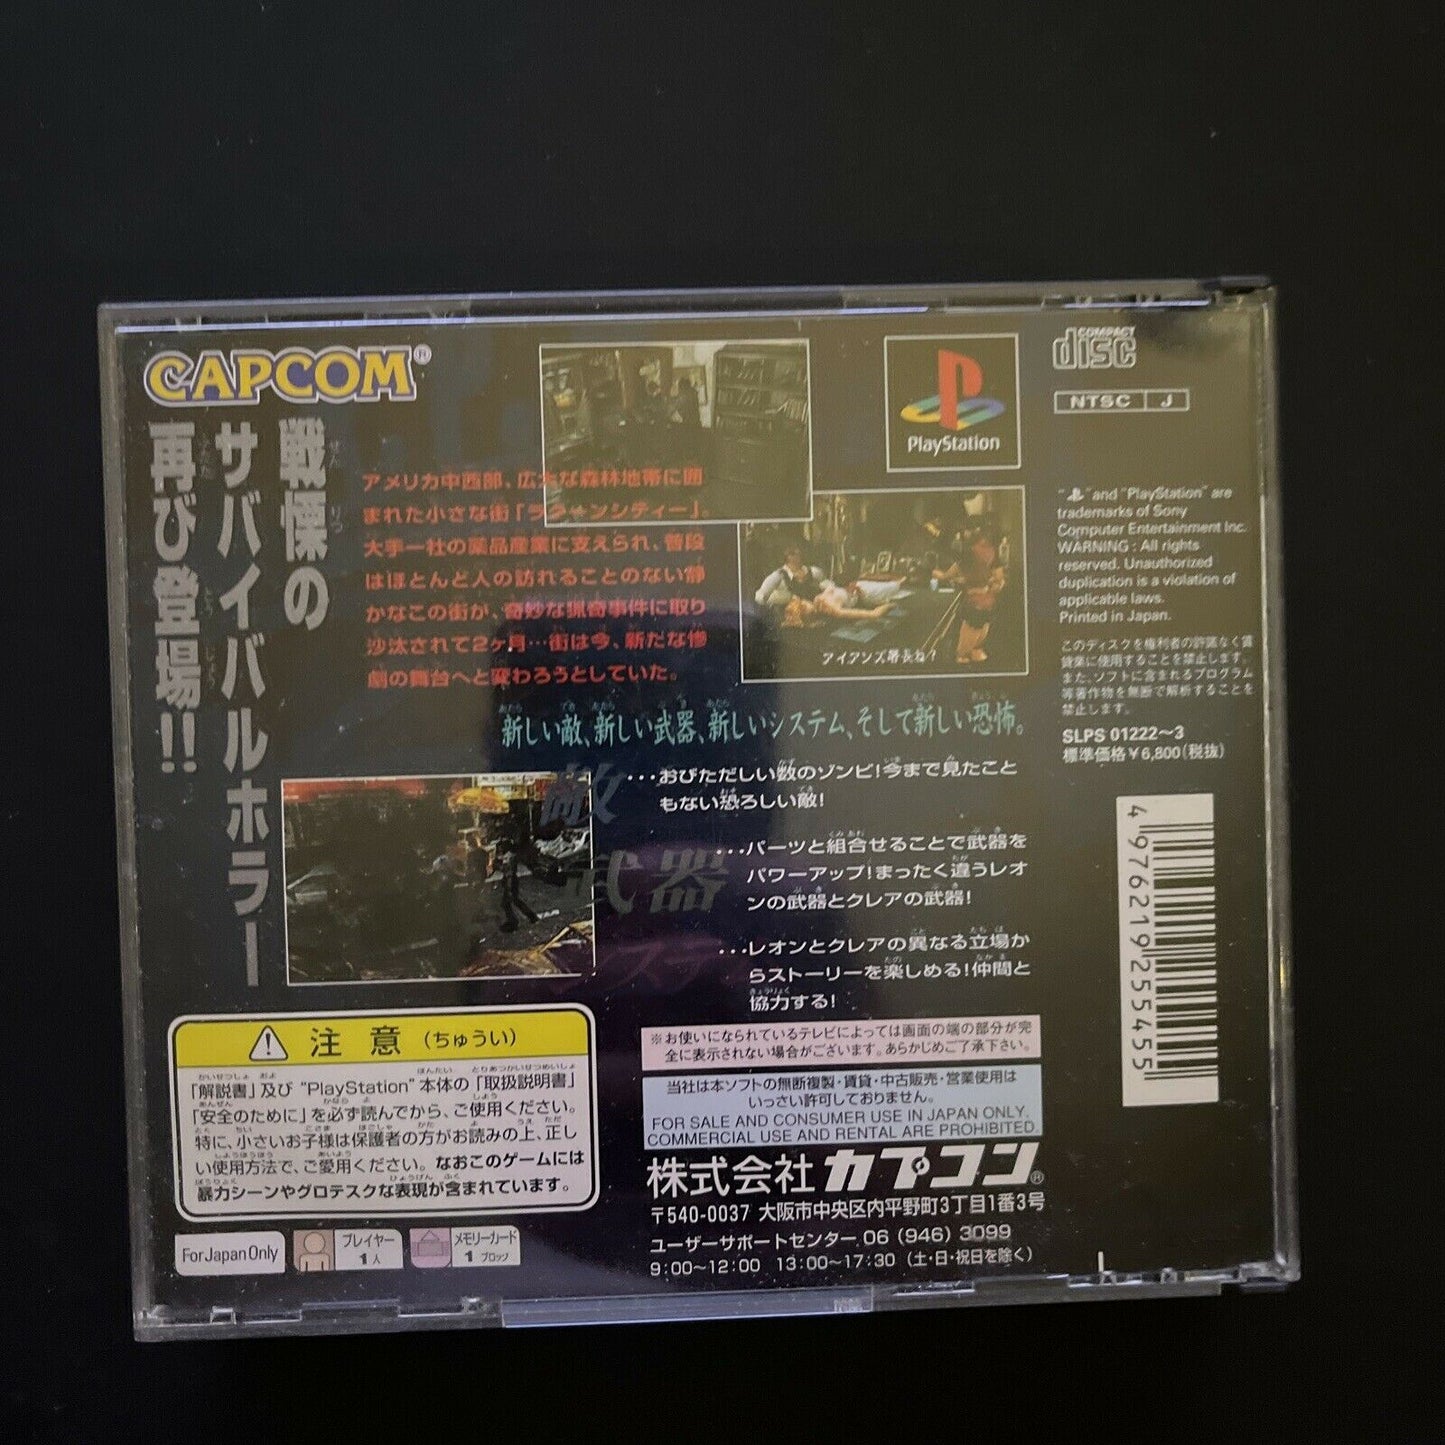 CAPCOM®
戦慄の
サバイバルホラー
再び登場!!
アメリカ中西部、広大な森林地帯に囲
まれた小さな街「ラクーンシティー」。
大手一社の薬品産業に支えられ、普段
はほとんど人の訪れることのない静
かなこの街が、奇妙な猟奇事件に取り
沙汰されて2ヶ月…街は今、新たな惨
劇の舞台へと変わろうとしていた。
アイアンズ署長ね?
PlayStation
COMPACT
disc
NTSC J
" " and "PlayStation" are
trademarks of Sony
Computer Entertainment Inc.
WARNING : All rights
reserved. Unauthorized
duplication is a violation of
applicable laws.
Printed in Japan.
このディスクを権利者の許諾なく賃
貸業に使用することを禁止します。
また、ソフトに含まれるプログラム
等著作物を無断で解析することを
禁止します。
SLPS 01222～3
標準価格￥6,800(税抜)
4 976219 255455
新しい敵、新しい武器、新しいシステム、そして新しい恐怖。
敵
…おびただしい数のゾンビ!今まで見たこと
もない恐ろしい敵!
武器
…パーツと組合せることで武器を
パワーアップ!まったく違うレオ
ンの武器とクレアの武器!
システ
…レオンとクレアの異なる立場か
らストーリーを楽しめる!仲間と
協力する!
注意(ちゅうい)
「解説書」及び "PlayStation" 本体の「取扱説明書」
「安全のために」を必ず読んでから、ご使用ください。
特に、小さいお子様は保護者の方がお読みの上、正し
い使用方法で、ご愛用ください。なおこのゲームには
暴力シーンやグロテスクな表現が含まれています。
For Japan Only
プレイヤー
1人
メモリーカード
1ブロック
※お使いになられているテレビによっては画面の端の部分が完
全に表示されない場合がございます。あらかじめご了承下さい。
当社は本ソフトの無断複製・賃貸・中古販売・営業使用は
いっさい許可しておりません。
FOR SALE AND CONSUMER USE IN JAPAN ONLY.
COMMERCIAL USE AND RENTAL ARE PROHIBITED.
株式会社カプコン®
〒540-0037 大阪市中央区内平野町3丁目1番3号
ユーザーサポートセンター 06 (946) 3099
9:00～12:00 13:00～17:30 (土・日・祝日を除く)